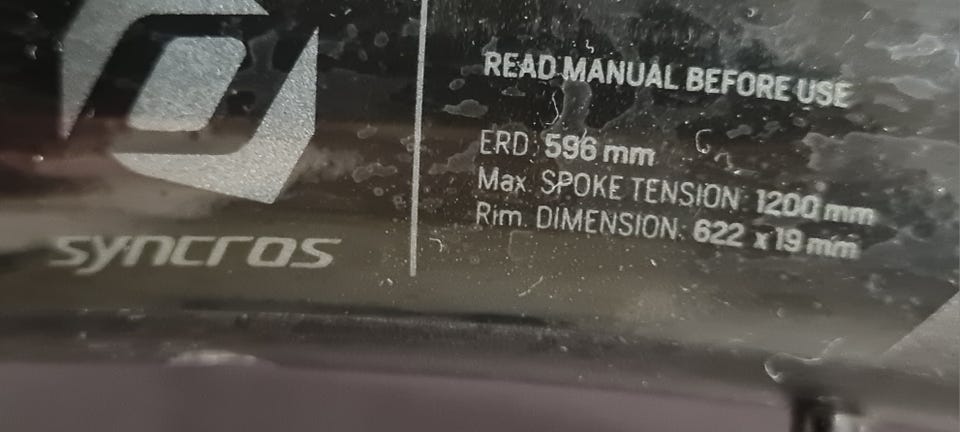 READ MANUAL BEFORE USE
ERD: 596 mm
Max. SPOKE TENSION: 1200 mm
Rim. DIMENSION: 622 x 19 mm
syncros